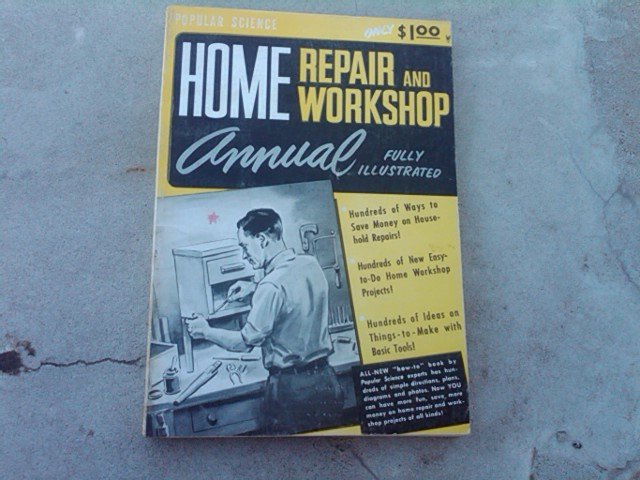 POPULAR SCIENCE
ONLY $1.00
HOME REPAIR AND
WORKSHOP
Annual FULLY
ILLUSTRATED
Hundreds of Ways to
Save Money on House-
hold Repairs!
Hundreds of New Easy-
to-Do Home Workshop
Projects!
Hundreds of Ideas on
Things-to-Make with
Basic Tools!
ALL-NEW "how-to" book by
Popular Science experts has hun-
dreds of simple directions, plans,
diagrams and photos. Now YOU
can have more fun, save more
money on home repair and work-
shop projects of all kinds!